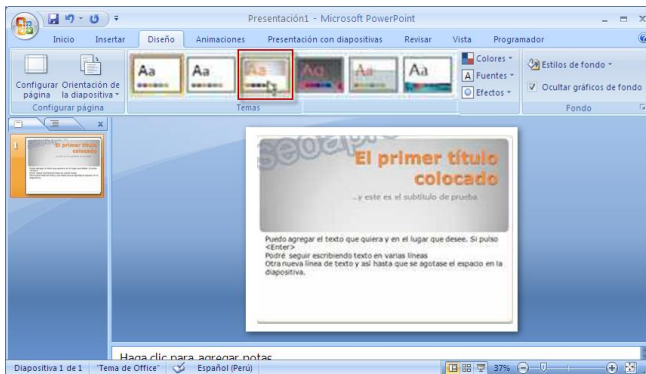 Presentación1 - Microsoft PowerPoint
Inicio Insertar Diseño Animaciones Presentación con diapositivas Revisar Vista Programador
Aa Aa Aa Aa Aa Aa
Colores
Fuentes
Efectos
Estilos de fondo
Ocultar gráficos de fondo
Configurar página
Orientación de la diapositiva
Configurar página Temas Fondo
1
El primer título
colocado
...y este es el subtitulo de prueba
Puedo agregar el texto que quiera y en el lugar que desee. Si pulso
<Enter>
Podré seguir escribiendo texto en varias líneas
Otra nueva línea de texto y así hasta que se agotase el espacio en la
diapositiva.
Haga clic para agregar notas
Diapositiva 1 de 1 "Tema de Office" Español (Perú) 37%